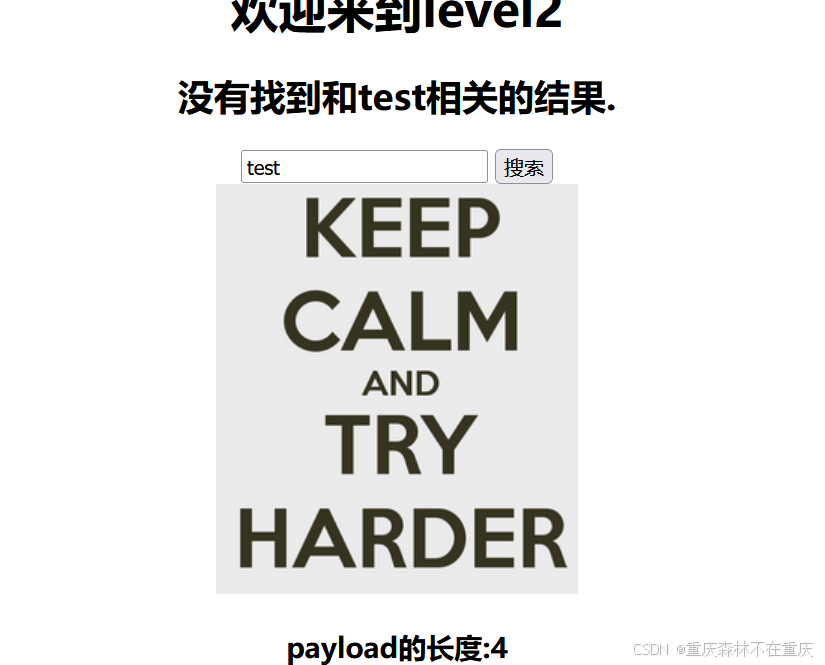 欢迎来到level2
没有找到和test相关的结果.
test 搜索
KEEP
CALM
AND
TRY
HARDER
payload的长度:4
CSDN @重庆森林不在重庆